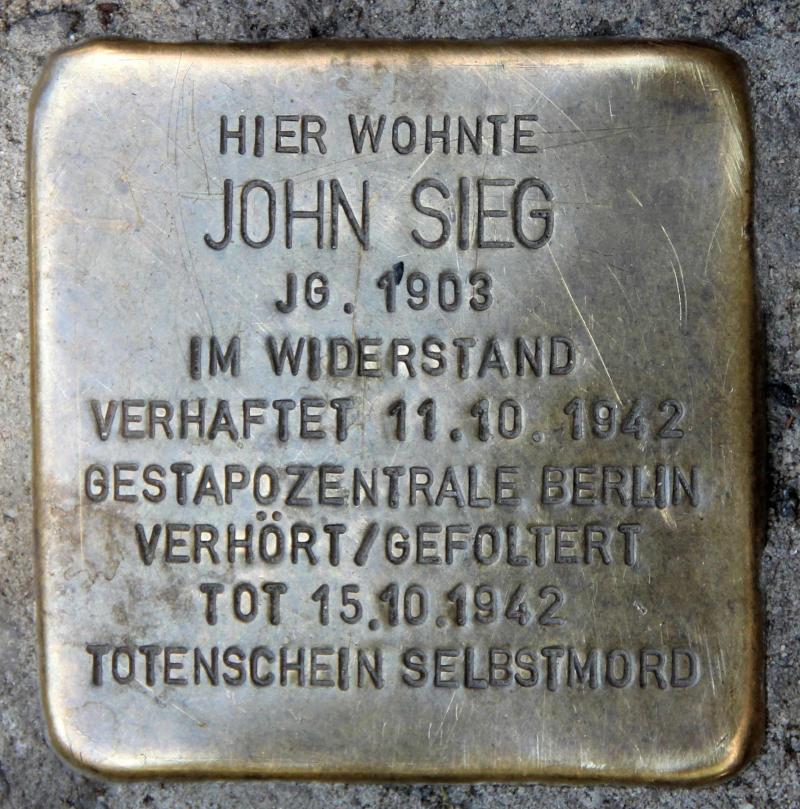 HIER WOHNTE
JOHN SIEG
JG. 1903
IM WIDERSTAND
VERHAFTET 11.10.1942
GESTAPOZENTRALE BERLIN
VERHÖRT/GEFOLTERT
TOT 15.10.1942
TOTENSCHEIN SELBSTMORD